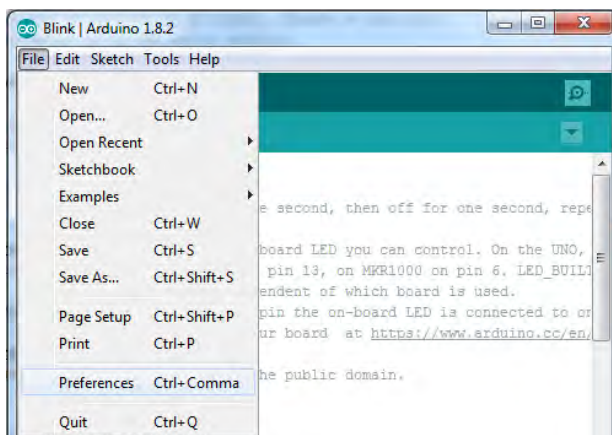 Blink | Arduino 1.8.2
File Edit Sketch Tools Help
New Ctrl+N
Open... Ctrl+O
Open Recent
Sketchbook
Examples
Close Ctrl+W
Save Ctrl+S
Save As... Ctrl+Shift+S
Page Setup Ctrl+Shift+P
Print Ctrl+P
Preferences Ctrl+Comma
Quit Ctrl+Q
e second, then off for one second, repe
board LED you can control. On the UNO,
pin 13, on MKR1000 on pin 6. LED_BUILT
endent of which board is used.
pin the on-board LED is connected to on
ur board at https://www.arduino.cc/en/
he public domain.